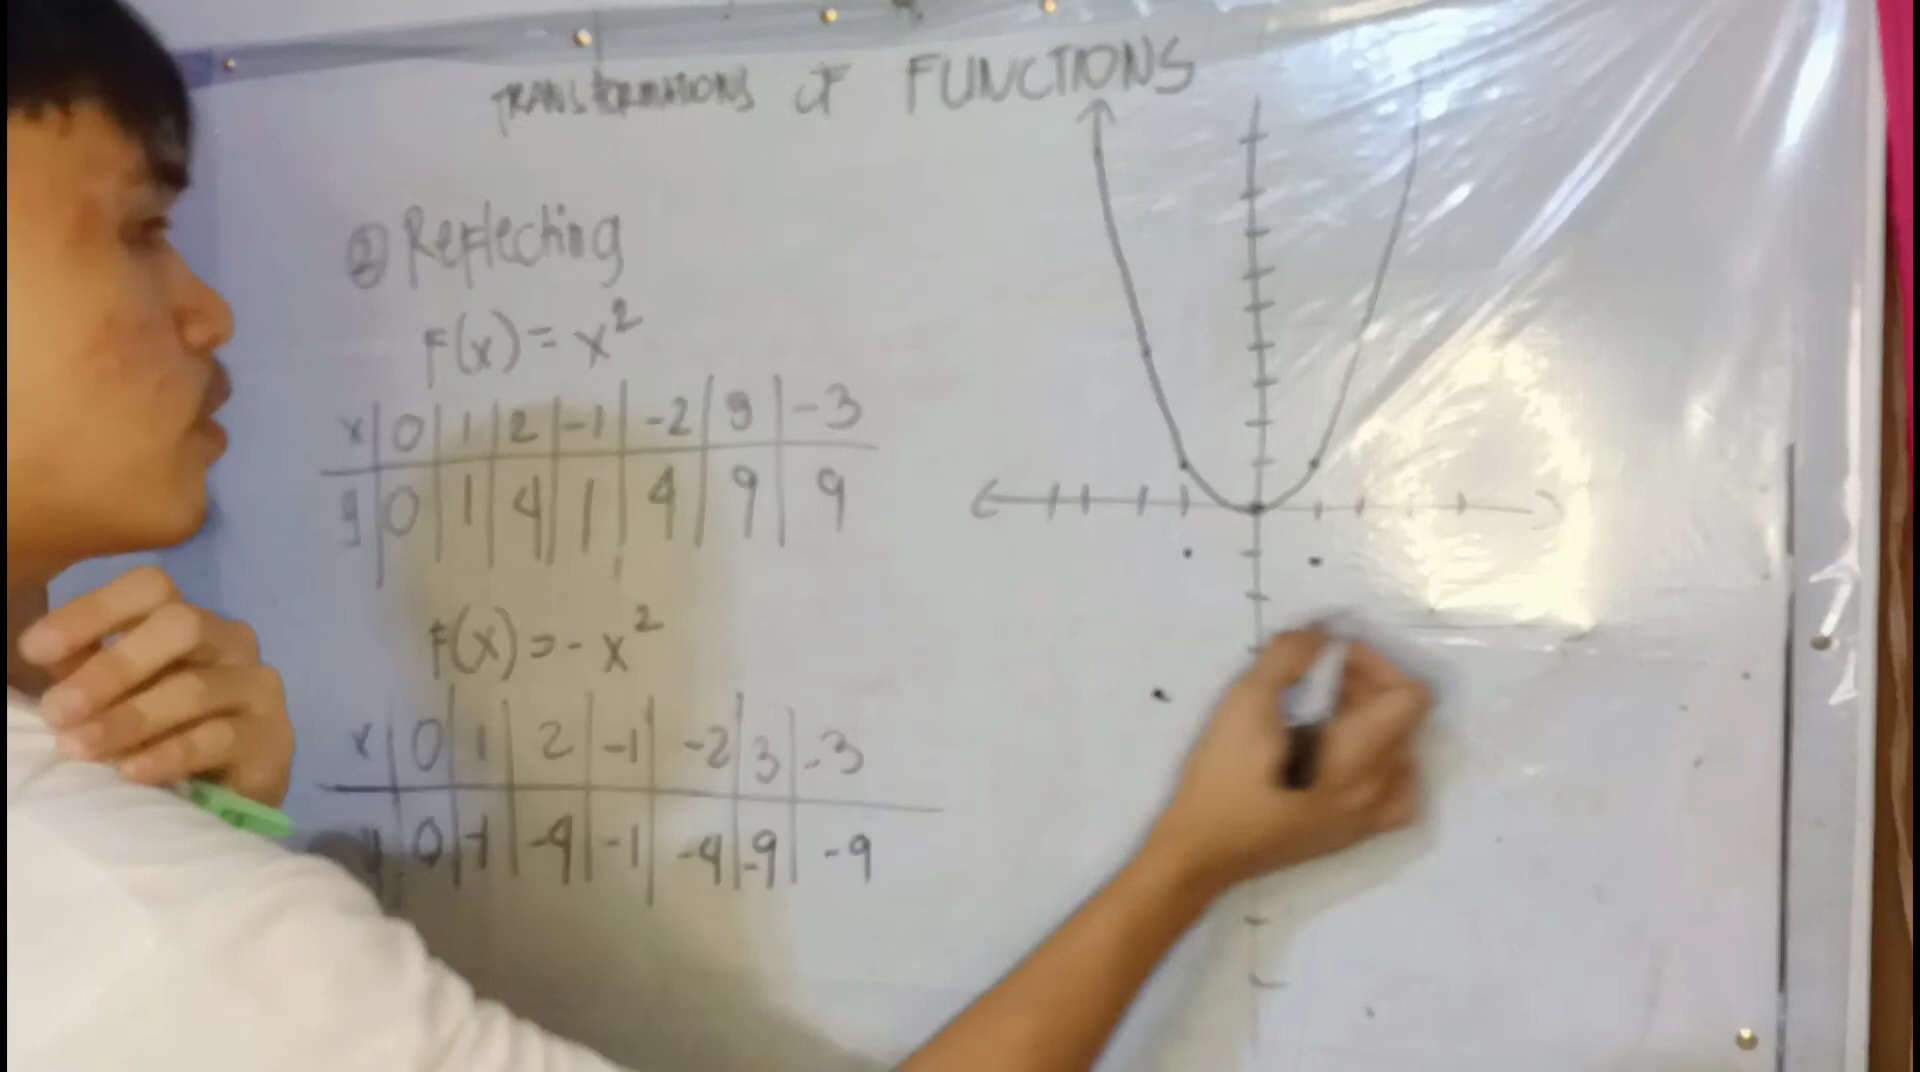 TRANSFORMATIONS OF FUNCTIONS
② Reflecting
F(x) = x²
x | 0 | 1 | 2 | -1 | -2 | 3 | -3
y | 0 | 1 | 4 | 1 | 4 | 9 | 9
F(x) = - x²
x | 0 | 1 | 2 | -1 | -2 | 3 | -3
y | 0 | -1 | -4 | -1 | -4 | -9 | -9